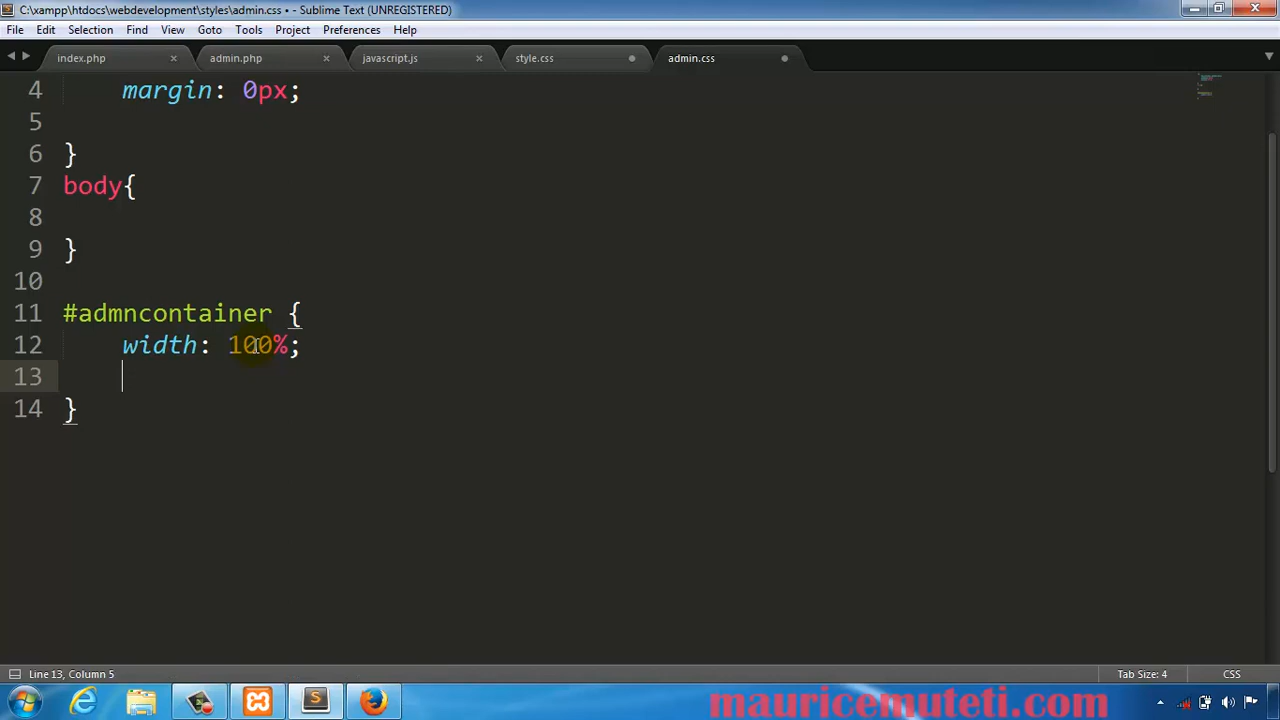 C:\xampp\htdocs\webdevelopment\styles\admin.css • - Sublime Text (UNREGISTERED)
File Edit Selection Find View Goto Tools Project Preferences Help
index.php admin.php javascript.js style.css admin.css
4 margin: 0px;
5
6 }
7 body{
8
9 }
10
11 #admncontainer {
12 width: 100%;
13
14 }
Line 13, Column 5 Tab Size: 4 CSS
mauricemuteti.com